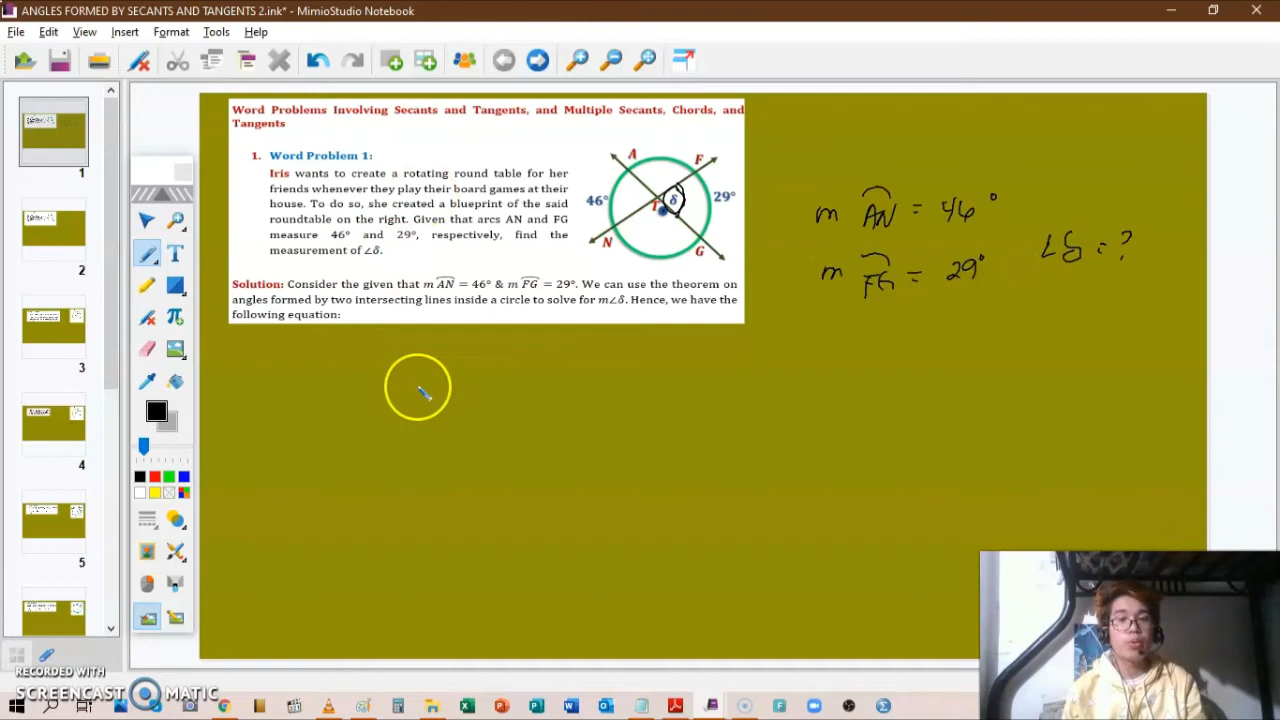 ANGLES FORMED BY SECANTS AND TANGENTS 2.ink* - MimioStudio Notebook
File Edit View Insert Format Tools Help
Word Problems Involving Secants and Tangents, and Multiple Secants, Chords, and
Tangents
1. Word Problem 1:
Iris wants to create a rotating round table for her
friends whenever they play their board games at their
house. To do so, she created a blueprint of the said
roundtable on the right. Given that arcs AN and FG
measure 46° and 29°, respectively, find the
measurement of ∠δ.
A
F
46°
29°
I
δ
N
G
Solution: Consider the given that m AN = 46° & m FG = 29°. We can use the theorem on
angles formed by two intersecting lines inside a circle to solve for m∠δ. Hence, we have the
following equation:
m AN = 46°
m FG = 29°
∠δ = ?
1
2
3
4
5
RECORDED WITH
SCREENCAST MATIC